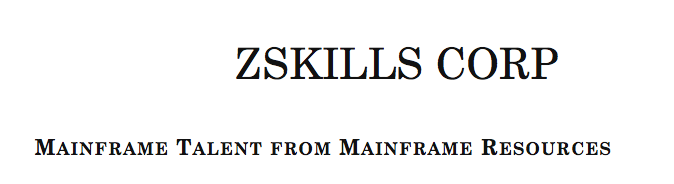 ZSKILLS CORP
Mainframe Talent from Mainframe Resources